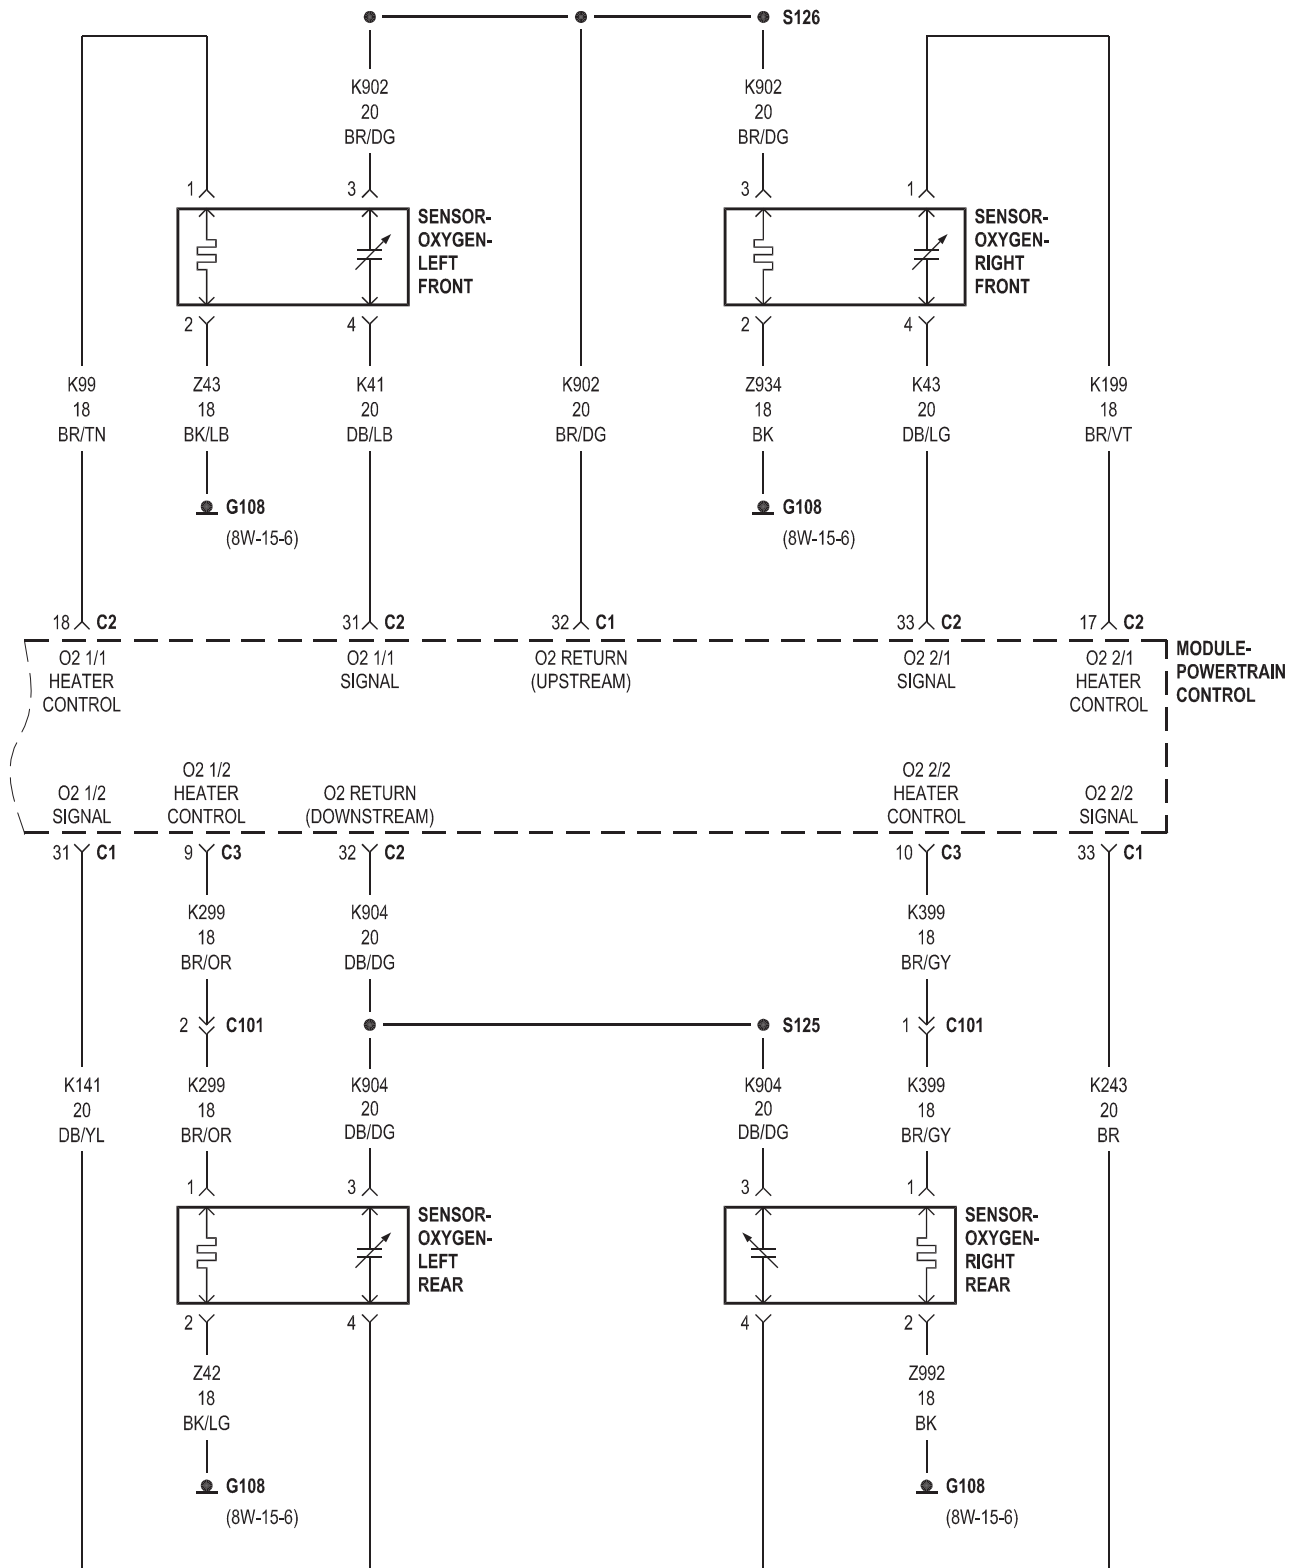 S126
K902
20
BR/DG
K902
20
BR/DG
1
3
3
1
SENSOR-
OXYGEN-
LEFT
FRONT
SENSOR-
OXYGEN-
RIGHT
FRONT
2
4
2
4
K99
18
BR/TN
Z43
18
BK/LB
K41
20
DB/LB
K902
20
BR/DG
Z934
18
BK
K43
20
DB/LG
K199
18
BR/VT
G108
(8W-15-6)
G108
(8W-15-6)
18 C2
31 C2
32 C1
33 C2
17 C2
O2 1/1
HEATER
CONTROL
O2 1/1
SIGNAL
O2 RETURN
(UPSTREAM)
O2 2/1
SIGNAL
O2 2/1
HEATER
CONTROL
MODULE-
POWERTRAIN
CONTROL
O2 1/2
SIGNAL
O2 1/2
HEATER
CONTROL
O2 RETURN
(DOWNSTREAM)
O2 2/2
HEATER
CONTROL
O2 2/2
SIGNAL
31 C1
9 C3
32 C2
10 C3
33 C1
K299
18
BR/OR
K904
20
DB/DG
K399
18
BR/GY
2 C101
S125
1 C101
K141
20
DB/YL
K299
18
BR/OR
K904
20
DB/DG
K904
20
DB/DG
K399
18
BR/GY
K243
20
BR
1
3
3
1
SENSOR-
OXYGEN-
LEFT
REAR
SENSOR-
OXYGEN-
RIGHT
REAR
2
4
4
2
Z42
18
BK/LG
Z992
18
BK
G108
(8W-15-6)
G108
(8W-15-6)